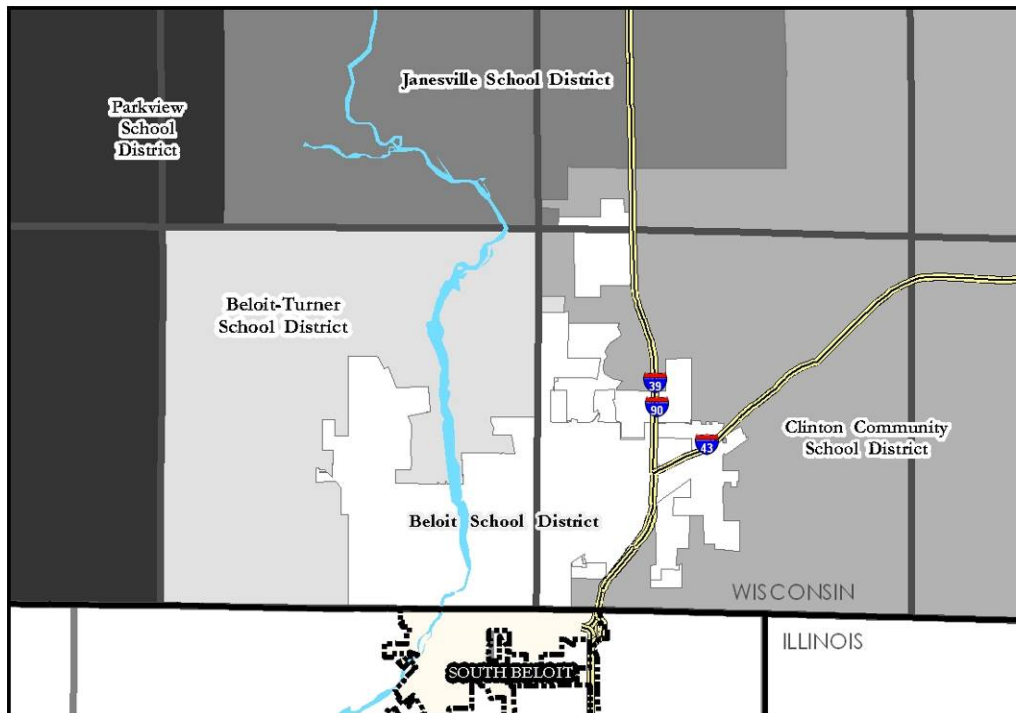 Janesville School District
Parkview
School
District
Beloit-Turner
School District
39
90
43
Clinton Community
School District
Beloit School District
WISCONSIN
ILLINOIS
SOUTH BELOIT